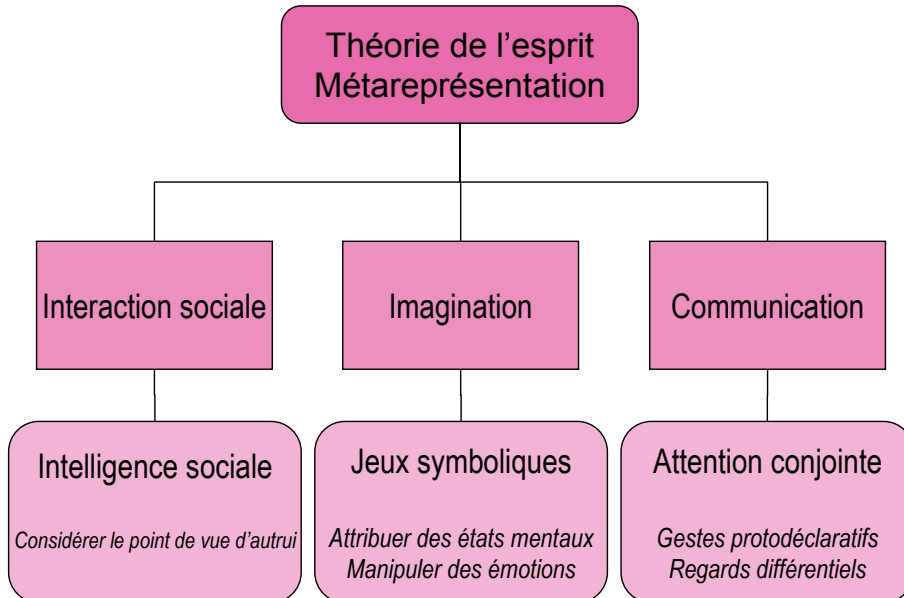 Théorie de l’esprit
Métareprésentation
Interaction sociale
Imagination
Communication
Intelligence sociale
Considérer le point de vue d’autrui
Jeux symboliques
Attribuer des états mentaux
Manipuler des émotions
Attention conjointe
Gestes protodéclaratifs
Regards différentiels